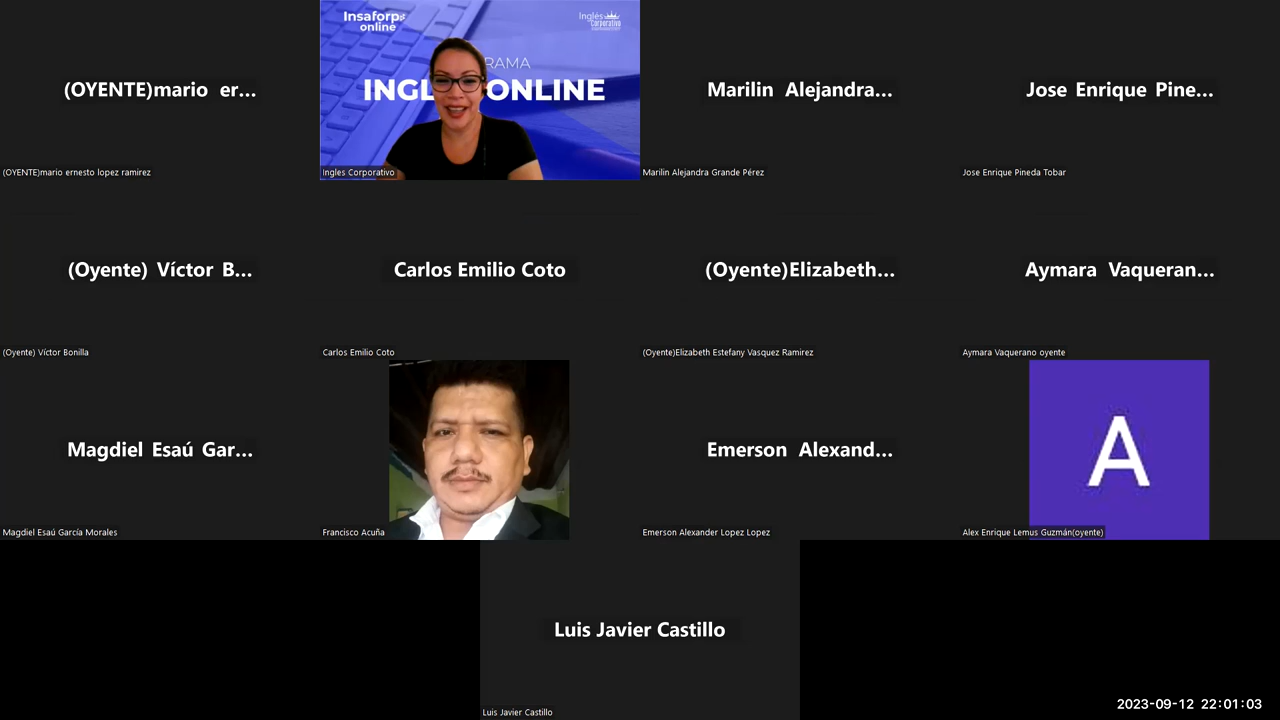 (OYENTE)mario er...
(OYENTE)mario ernesto lopez ramirez
Insaforp
online
Inglés
Corporativo
RAMA
INGL ONLINE
Ingles Corporativo
Marilin Alejandra...
Marilin Alejandra Grande Pérez
Jose Enrique Pine...
Jose Enrique Pineda Tobar
(Oyente) Víctor B...
(Oyente) Víctor Bonilla
Carlos Emilio Coto
Carlos Emilio Coto
(Oyente)Elizabeth...
(Oyente)Elizabeth Estefany Vasquez Ramirez
Aymara Vaqueran...
Aymara Vaquerano oyente
Magdiel Esaú Gar...
Magdiel Esaú García Morales
Francisco Acuña
Emerson Alexand...
Emerson Alexander Lopez Lopez
A
Alex Enrique Lemus Guzmán(oyente)
Luis Javier Castillo
Luis Javier Castillo
2023-09-12 22:01:03